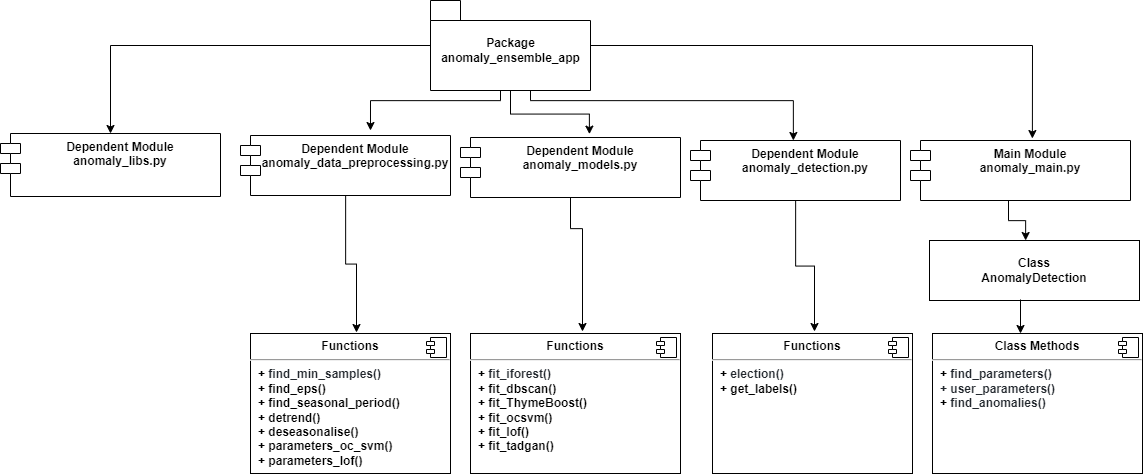 Package
anomaly_ensemble_app
Dependent Module
anomaly_libs.py
Dependent Module
anomaly_data_preprocessing.py
Dependent Module
anomaly_models.py
Dependent Module
anomaly_detection.py
Main Module
anomaly_main.py
Class
AnomalyDetection
Functions
+ find_min_samples()
+ find_eps()
+ find_seasonal_period()
+ detrend()
+ deseasonalise()
+ parameters_oc_svm()
+ parameters_lof()
Functions
+ fit_iforest()
+ fit_dbscan()
+ fit_ThymeBoost()
+ fit_ocsvm()
+ fit_lof()
+ fit_tadgan()
Functions
+ election()
+ get_labels()
Class Methods
+ find_parameters()
+ user_parameters()
+ find_anomalies()